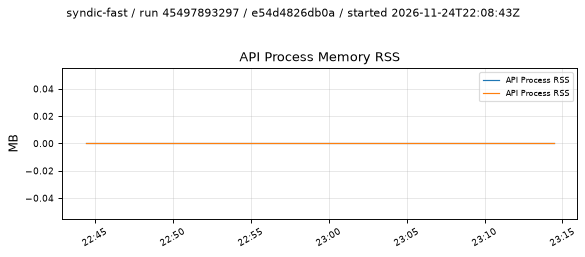 syndic-fast / run 45497893297 / e54d4826db0a / started 2026-11-24T22:08:43Z
API Process Memory RSS
API Process RSS
API Process RSS
MB
0.04
0.02
0.00
−0.02
−0.04
22:45
22:50
22:55
23:00
23:05
23:10
23:15